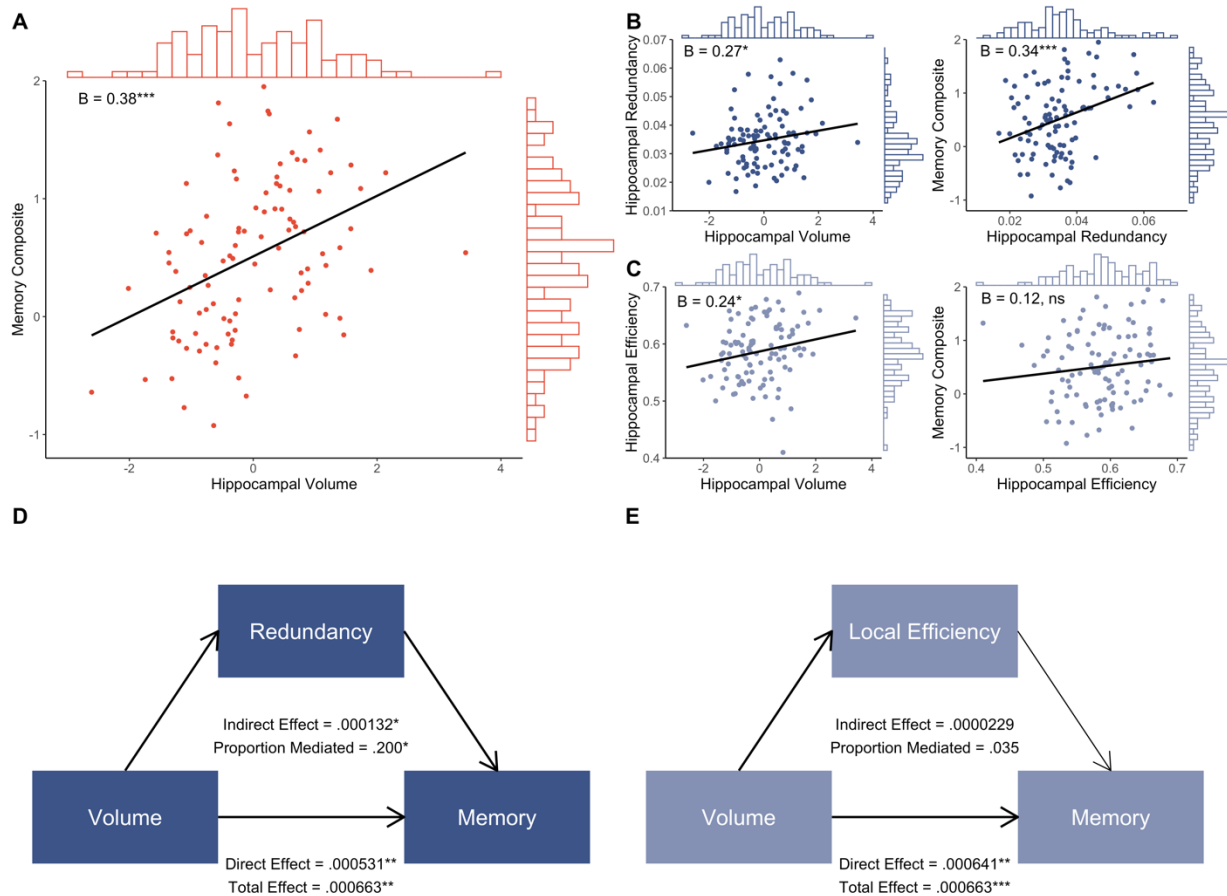 A
B = 0.38***
2
1
0
-1
Memory Composite
-2
0
2
4
Hippocampal Volume
B
B = 0.27*
0.07
0.06
0.05
0.04
0.03
0.02
0.01
Hippocampal Redundancy
-2
0
2
4
Hippocampal Volume
B = 0.34***
2
1
0
-1
Memory Composite
0.02
0.04
0.06
Hippocampal Redundancy
C
B = 0.24*
0.7
0.6
0.5
0.4
Hippocampal Efficiency
-2
0
2
4
Hippocampal Volume
B = 0.12, ns
2
1
0
-1
Memory Composite
0.4
0.5
0.6
0.7
Hippocampal Efficiency
D
Redundancy
Indirect Effect = .000132*
Proportion Mediated = .200*
Volume
Memory
Direct Effect = .000531**
Total Effect = .000663**
E
Local Efficiency
Indirect Effect = .0000229
Proportion Mediated = .035
Volume
Memory
Direct Effect = .000641**
Total Effect = .000663***